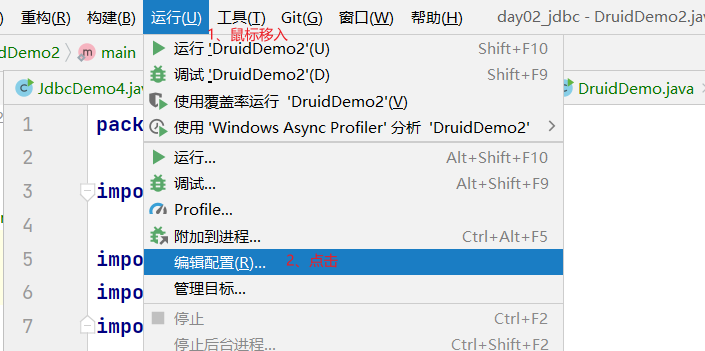 ) 重构(R) 构建(B) 运行(U) 工具(T) Git(G) 窗口(W) 帮助(H) day02_jdbc - DruidDemo2.ja
1、鼠标移入
DruidDemo2 main
运行 'DruidDemo2'(U) Shift+F10
调试 'DruidDemo2'(D) Shift+F9
JdbcDemo4.jav
DruidDemo.java
使用覆盖率运行 'DruidDemo2'(V)
使用 'Windows Async Profiler' 分析 'DruidDemo2'
运行... Alt+Shift+F10
调试... Alt+Shift+F9
Profile...
附加到进程... Ctrl+Alt+F5
编辑配置(R)... 2、点击
管理目标...
停止 Ctrl+F2
停止后台进程... Ctrl+Shift+F2
1 pack
2
3 impo
4
5 impo
6 impo
7 impo